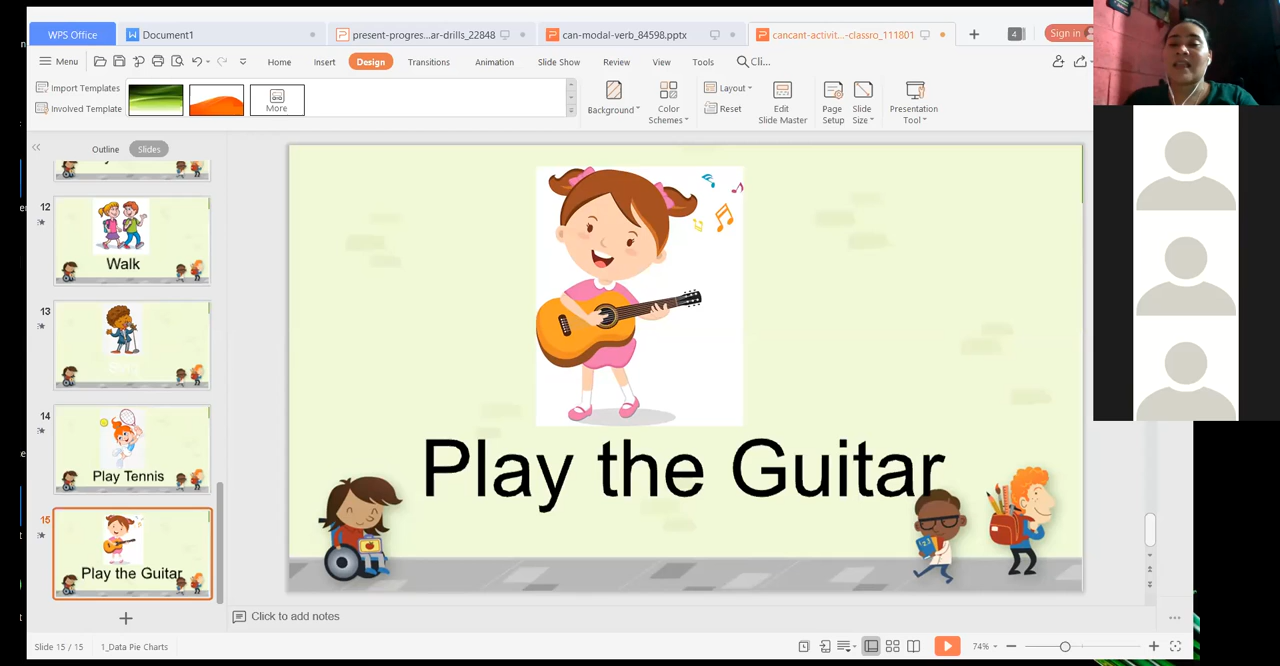 WPS Office
Document1
present-progres...ar-drills_22848
can-modal-verb_84598.pptx
cancant-activit...-classro_111801
4
Sign in
Menu
Home
Insert
Design
Transitions
Animation
Slide Show
Review
View
Tools
Cli...
Import Templates
Involved Template
More
Background
Color
Schemes
Layout
Reset
Edit
Slide Master
Page
Setup
Slide
Size
Presentation
Tool
Outline
Slides
12
Walk
13
14
Play Tennis
15
Play the Guitar
Play the Guitar
Click to add notes
Slide 15 / 15
1_Data Pie Charts
74%